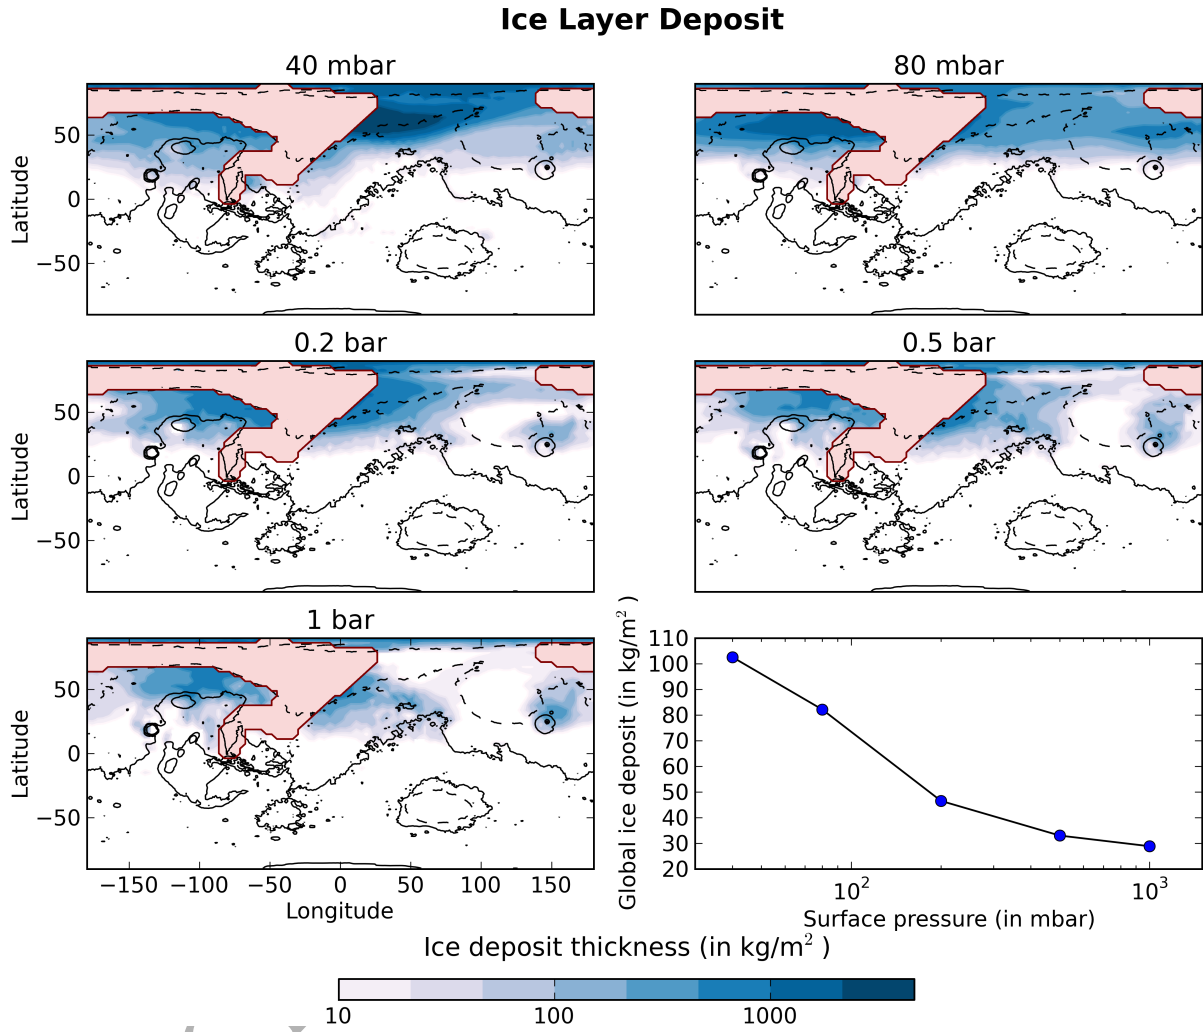 Ice Layer Deposit
40 mbar
80 mbar
Latitude
50
0
−50
0.2 bar
0.5 bar
Latitude
50
0
−50
1 bar
Latitude
50
0
−50
−150 −100 −50 0 50 100 150
Longitude
Global ice deposit (in kg/m²)
110
100
90
80
70
60
50
40
30
20
10² 10³
Surface pressure (in mbar)
Ice deposit thickness (in kg/m²)
10 100 1000